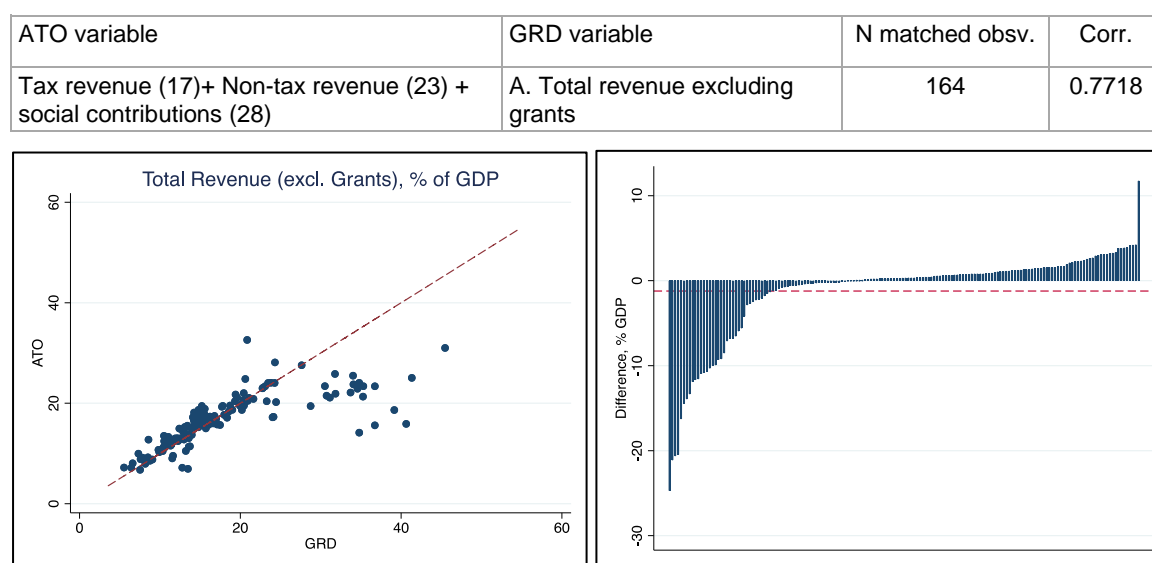 ATO variable
GRD variable
N matched obsv.
Corr.
Tax revenue (17)+ Non-tax revenue (23) +
social contributions (28)
A. Total revenue excluding
grants
164
0.7718
Total Revenue (excl. Grants), % of GDP
60
40
20
0
ATO
0
20
40
60
GRD
10
0
-10
-20
-30
Difference, % GDP